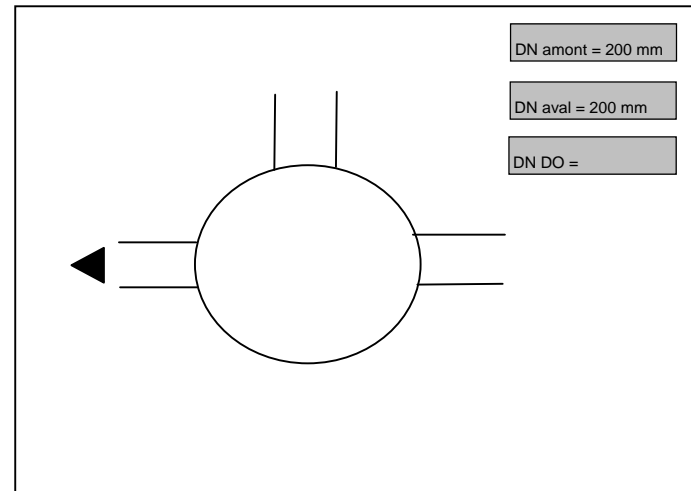 DN amont = 200 mm
DN aval = 200 mm
DN DO =